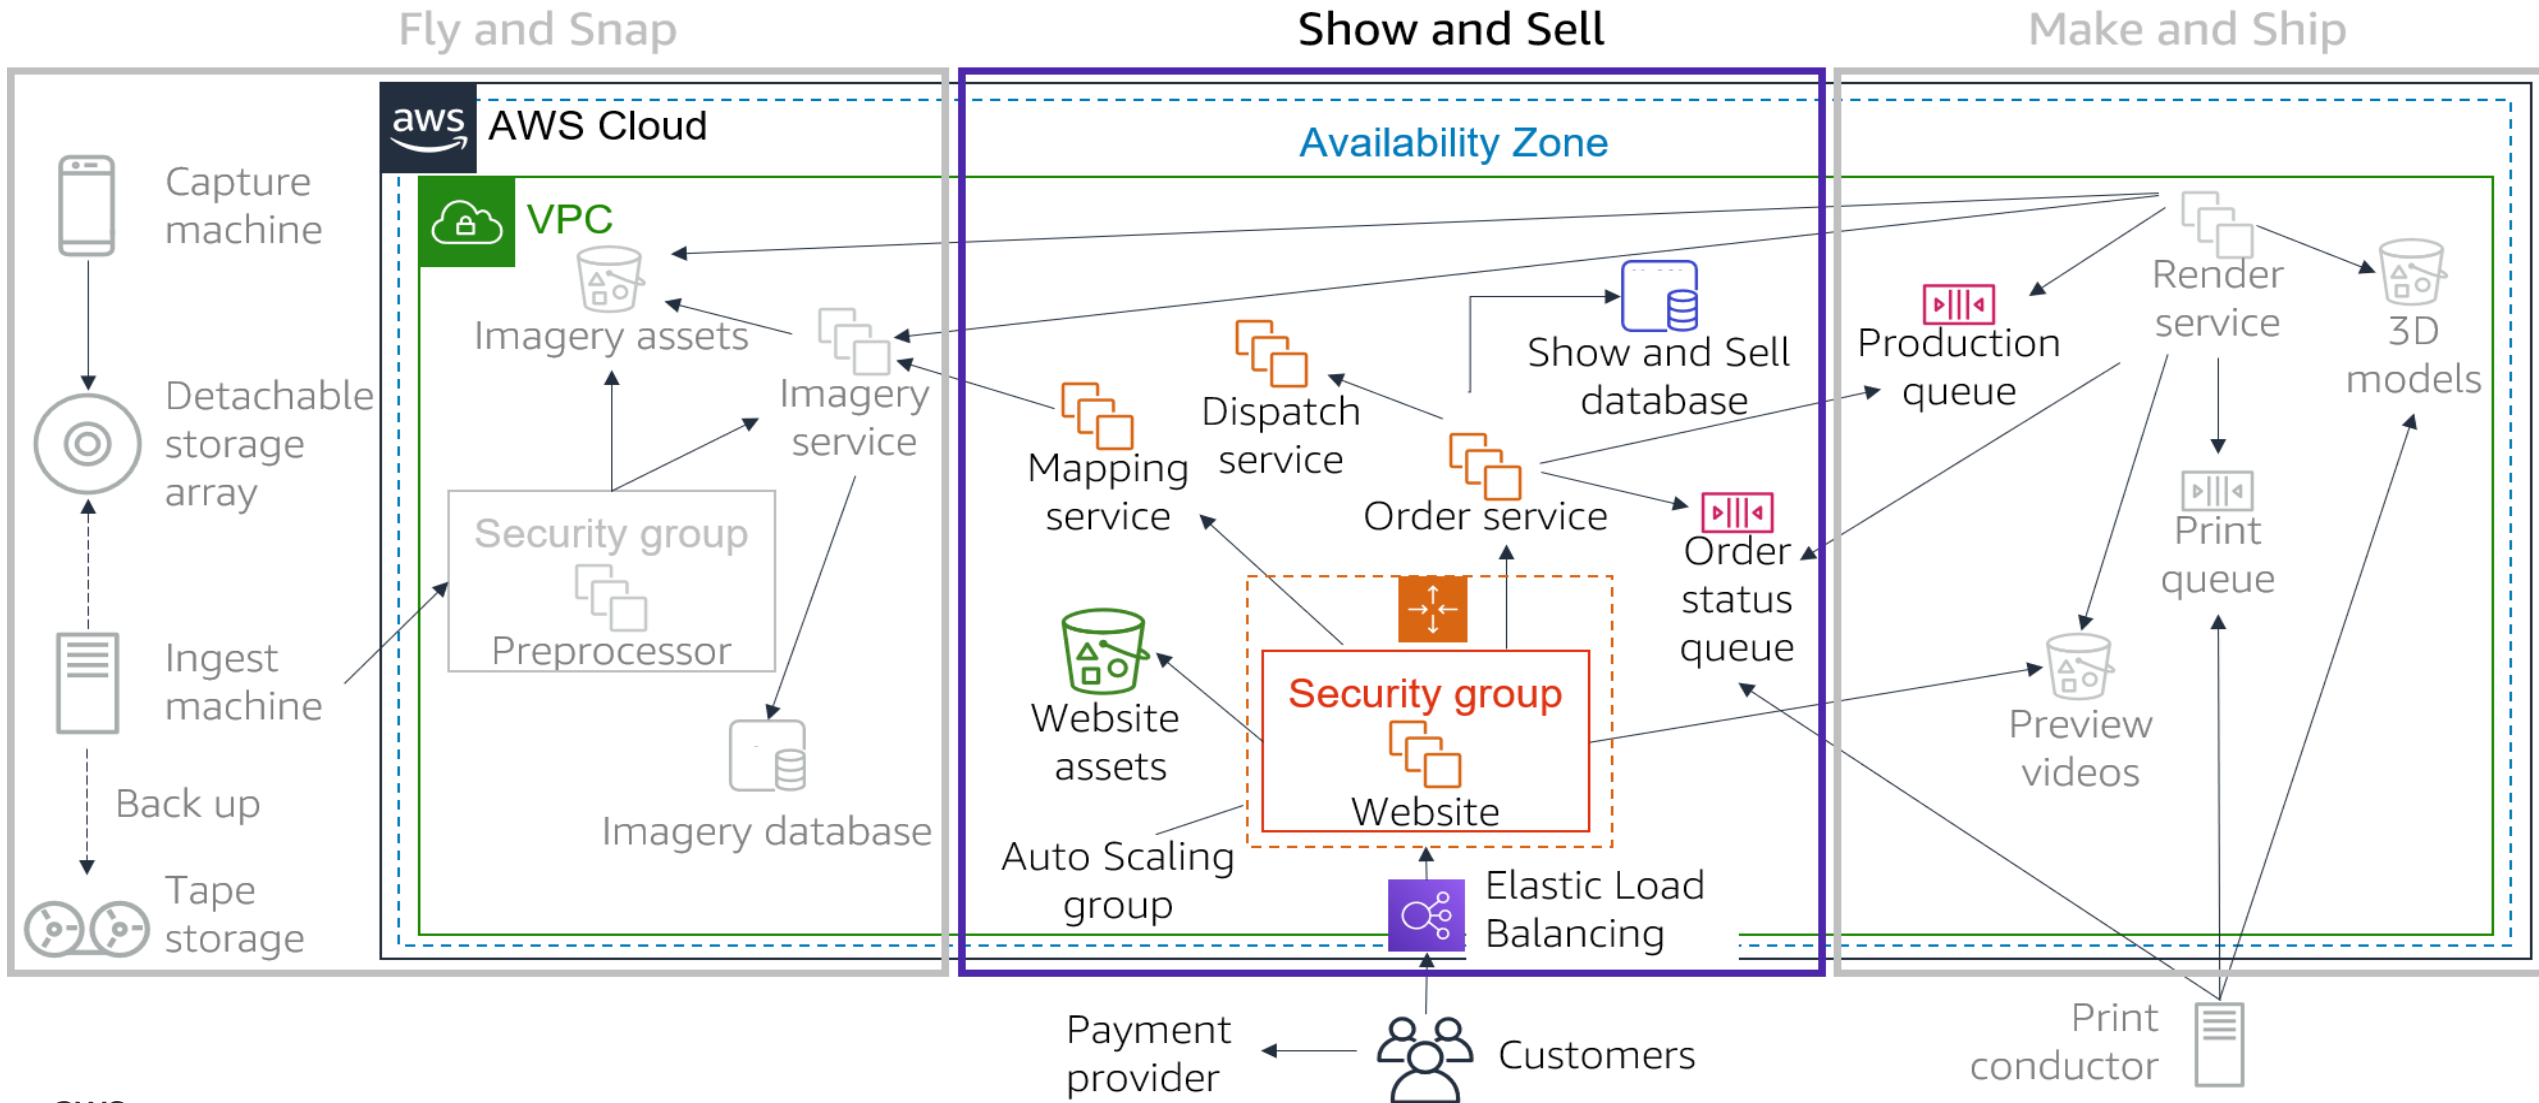 Fly and Snap
Show and Sell
Make and Ship
aws
AWS Cloud
Availability Zone
Capture
machine
VPC
Imagery assets
Imagery
service
Detachable
storage
array
Security group
Preprocessor
Ingest
machine
Back up
Tape
storage
Imagery database
Mapping
service
Dispatch
service
Show and Sell
database
Order service
Order
status
queue
Website
assets
Security group
Website
Auto Scaling
group
Elastic Load
Balancing
Production
queue
Render
service
3D
models
Print
queue
Preview
videos
Payment
provider
Customers
Print
conductor
aws